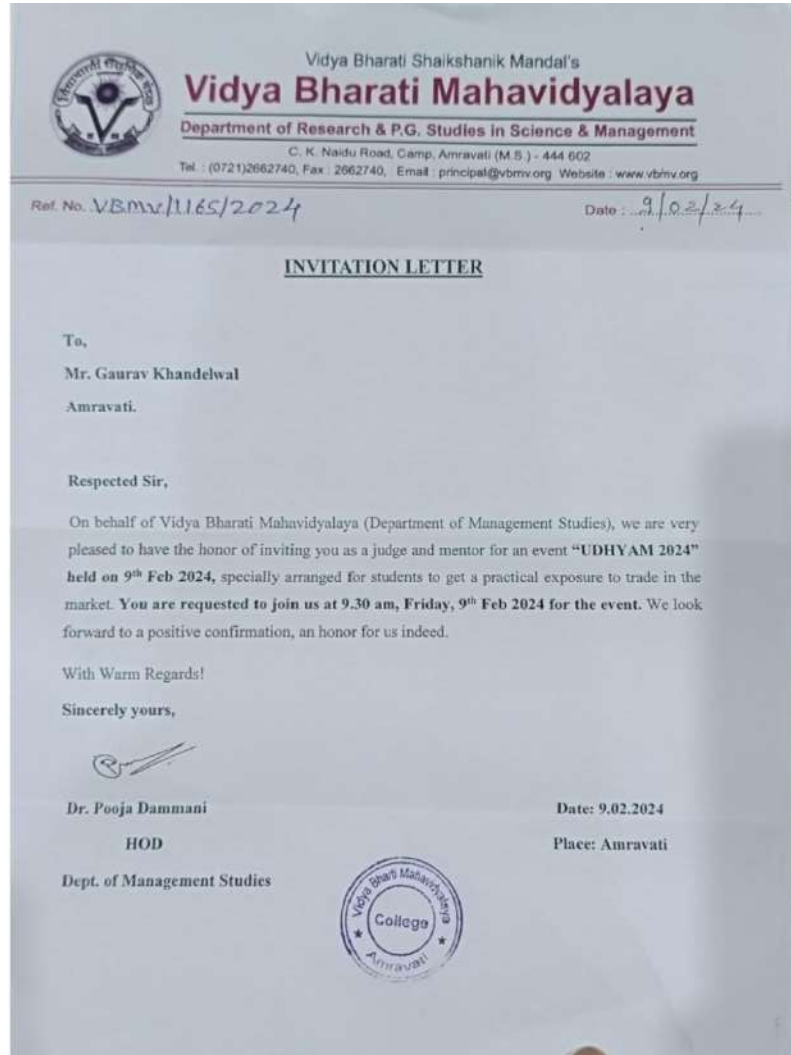 Vidya Bharati Shaikshanik Mandal's
Vidya Bharati Mahavidyalaya
Department of Research & P.G. Studies in Science & Management
C. K. Naidu Road, Camp, Amravati (M.S.) - 444 602
Tel. : (0721)2662740, Fax : 2662740, Email : principal@vbmv.org Website : www.vbmv.org
Ref. No. VBMV/1165/2024 Date : 9/02/24
INVITATION LETTER
To,
Mr. Gaurav Khandelwal
Amravati.
Respected Sir,
On behalf of Vidya Bharati Mahavidyalaya (Department of Management Studies), we are very
pleased to have the honor of inviting you as a judge and mentor for an event “UDHYAM 2024”
held on 9th Feb 2024, specially arranged for students to get a practical exposure to trade in the
market. You are requested to join us at 9.30 am, Friday, 9th Feb 2024 for the event. We look
forward to a positive confirmation, an honor for us indeed.
With Warm Regards!
Sincerely yours,
Dr. Pooja Dammani Date: 9.02.2024
HOD Place: Amravati
Dept. of Management Studies
Vidya Bharti Mahavidyalaya
College
Amravati